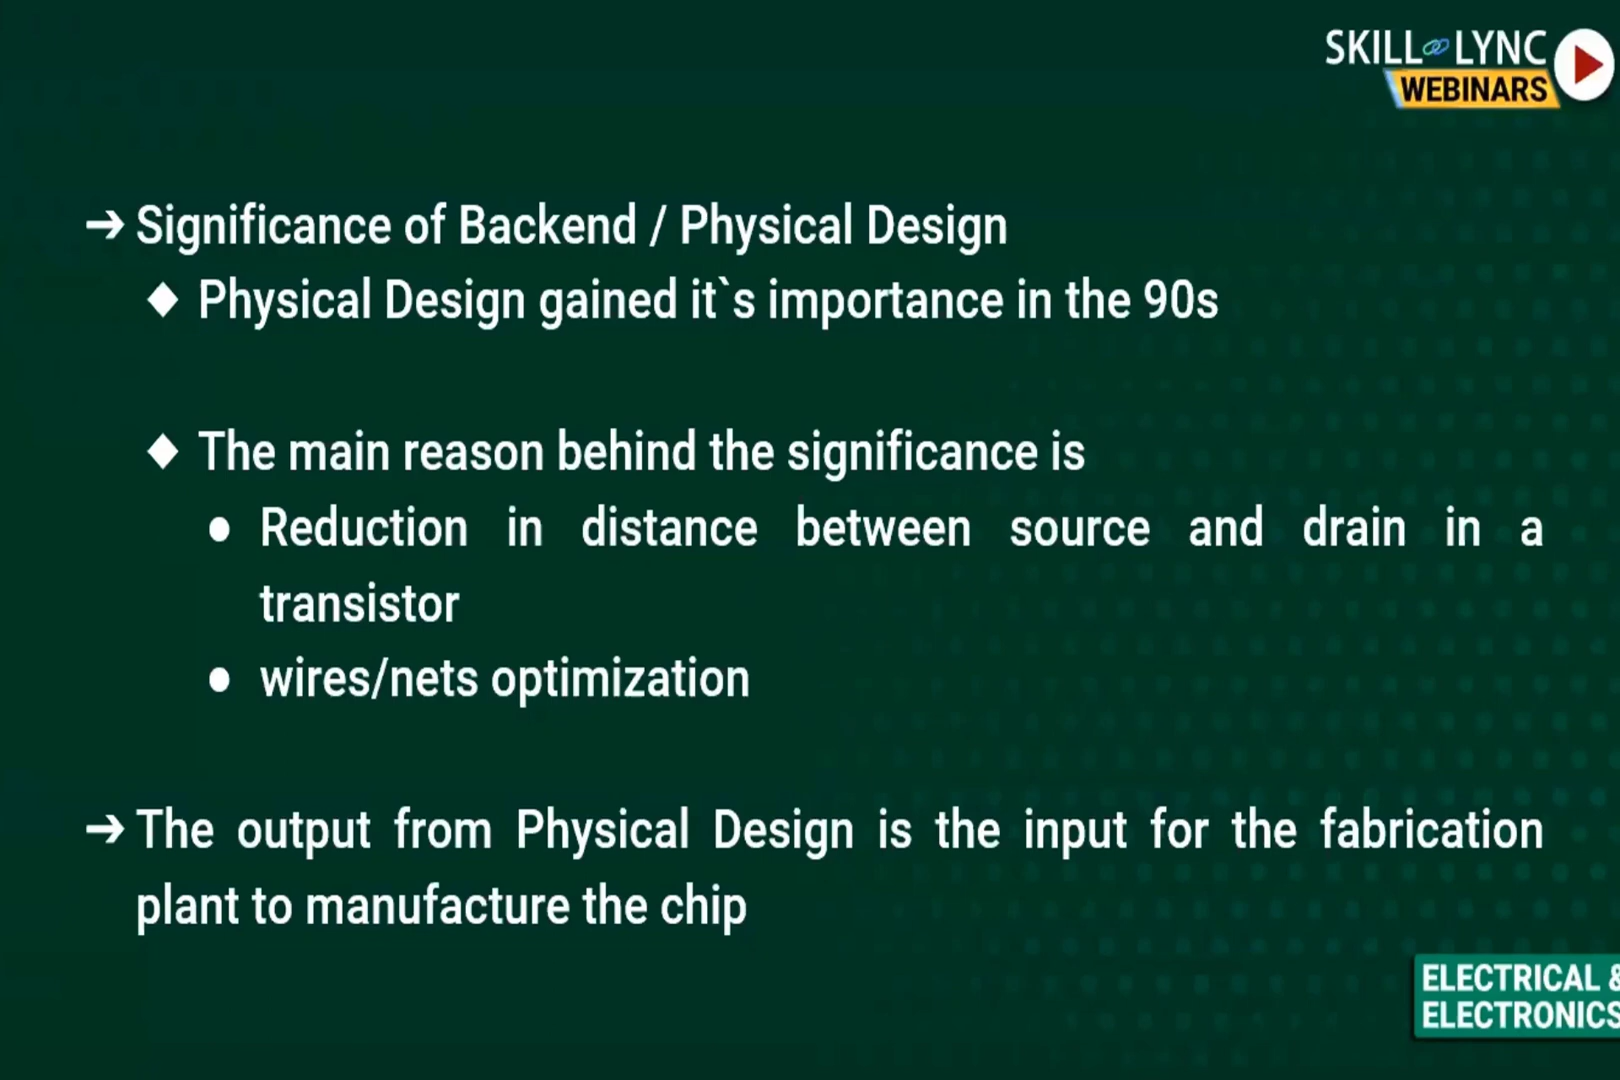 SKILL LYNC
WEBINARS
➔ Significance of Backend / Physical Design
◆ Physical Design gained it`s importance in the 90s
◆ The main reason behind the significance is
● Reduction in distance between source and drain in a
transistor
● wires/nets optimization
➔ The output from Physical Design is the input for the fabrication
plant to manufacture the chip
ELECTRICAL &
ELECTRONICS